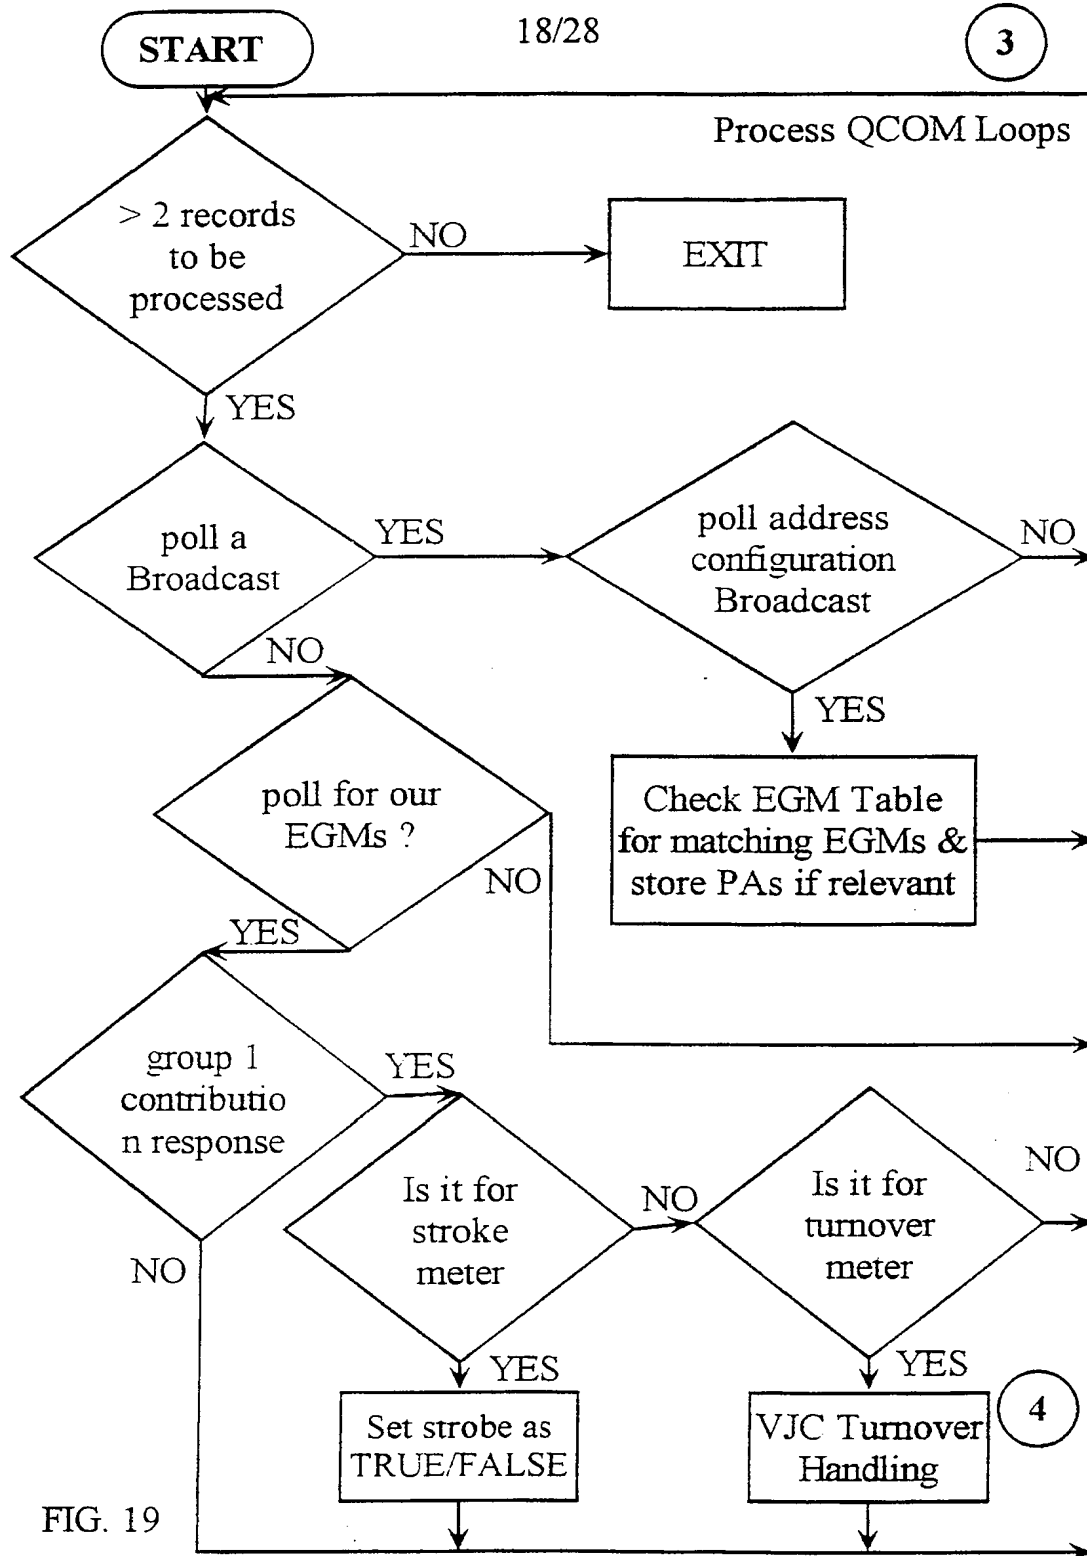 START
18/28
3
Process QCOM Loops
> 2 records
to be
processed
NO
EXIT
YES
poll a
Broadcast
YES
poll address
configuration
Broadcast
NO
NO
YES
poll for our
EGMs ?
NO
Check EGM Table
for matching EGMs &
store PAs if relevant
YES
group 1
contributio
n response
YES
NO
Is it for
stroke
meter
NO
Is it for
turnover
meter
NO
YES
YES
Set strobe as
TRUE/FALSE
VJC Turnover
Handling
4
FIG. 19